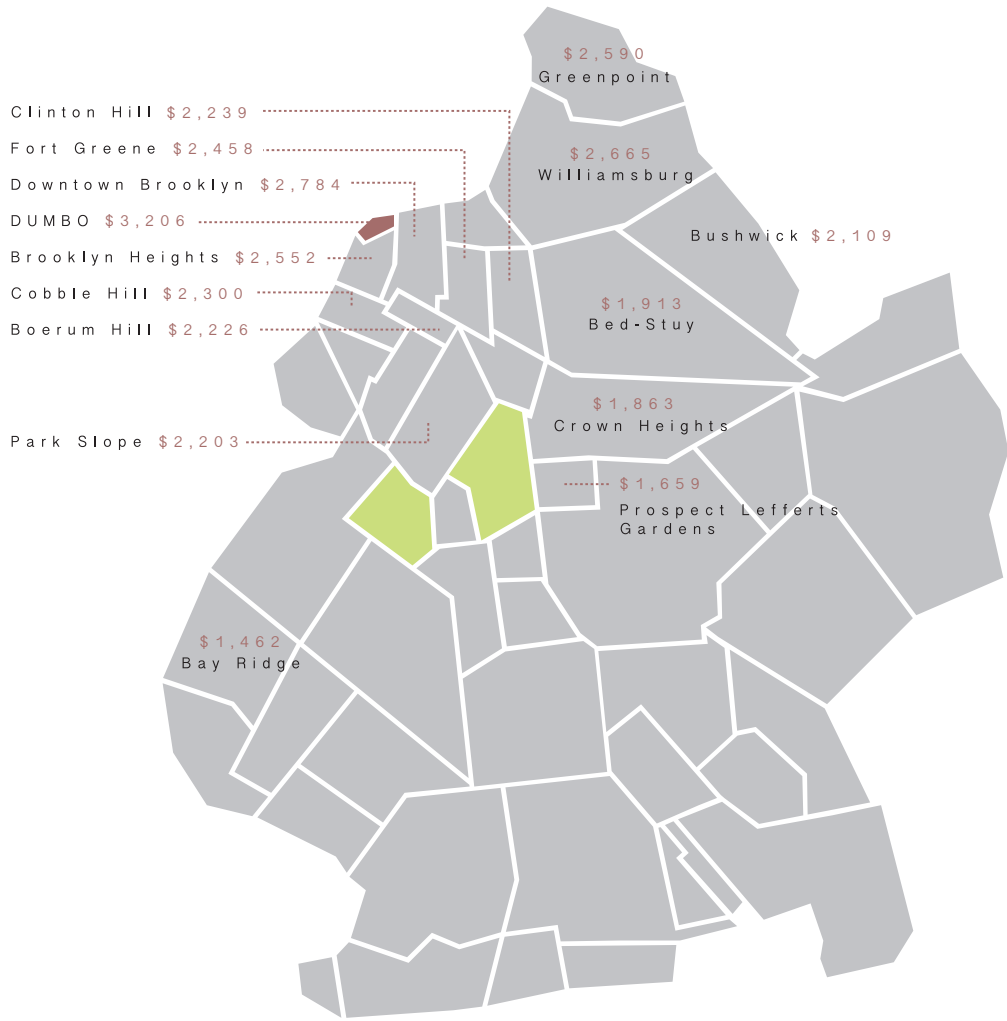 $2,590
Greenpoint
Clinton Hill $2,239
Fort Greene $2,458
$2,665
Williamsburg
Downtown Brooklyn $2,784
DUMBO $3,206
Bushwick $2,109
Brooklyn Heights $2,552
Cobble Hill $2,300
$1,913
Bed-Stuy
Boerum Hill $2,226
$1,863
Crown Heights
Park Slope $2,203
$1,659
Prospect Lefferts
Gardens
$1,462
Bay Ridge